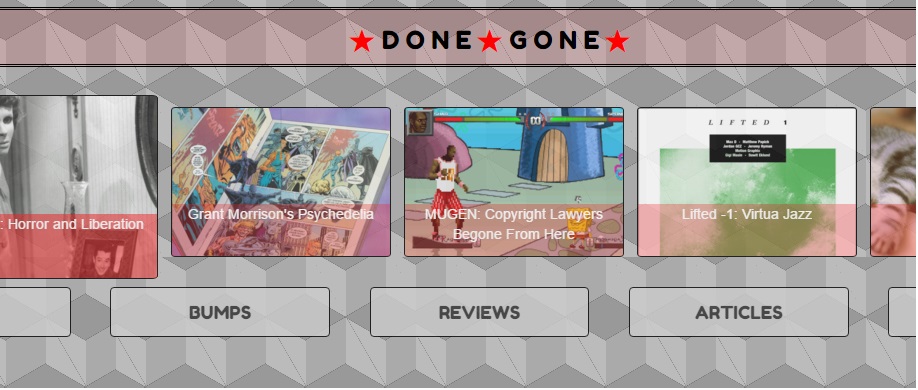 ★DONE★GONE★
: Horror and Liberation
Grant Morrison's Psychedelia
MUGEN: Copyright Lawyers
Begone From Here
LIFTED 1
Lifted -1: Virtua Jazz
BUMPS
REVIEWS
ARTICLES